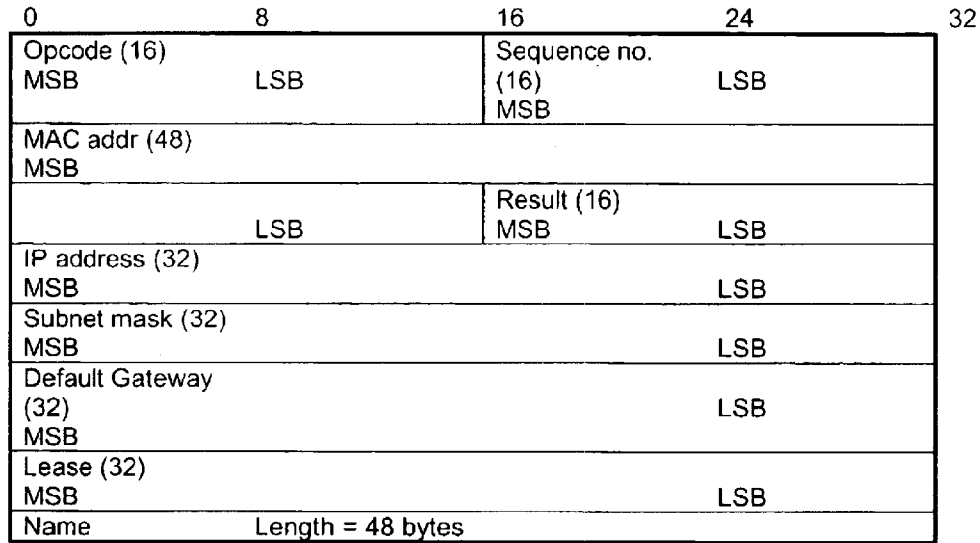 0 8 16 24 32
Opcode (16) Sequence no.
MSB LSB (16) LSB
MSB
MAC addr (48)
MSB
Result (16)
LSB MSB LSB
IP address (32)
MSB LSB
Subnet mask (32)
MSB LSB
Default Gateway
(32) LSB
MSB
Lease (32)
MSB LSB
Name Length = 48 bytes